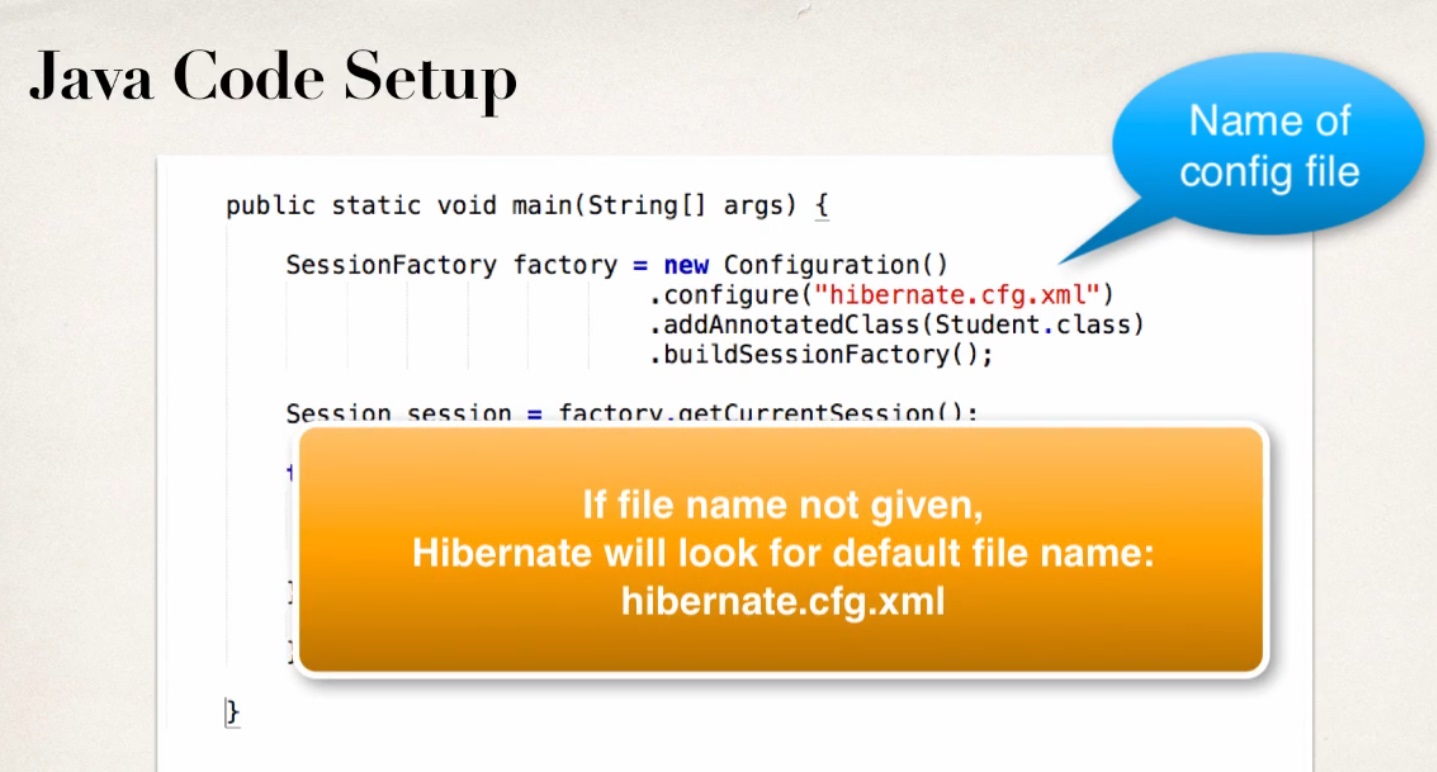 Java Code Setup
Name of
config file
public static void main(String[] args) {
SessionFactory factory = new Configuration()
.configure("hibernate.cfg.xml")
.addAnnotatedClass(Student.class)
.buildSessionFactory();
Session session = factory.getCurrentSession();
If file name not given,
Hibernate will look for default file name:
hibernate.cfg.xml
}